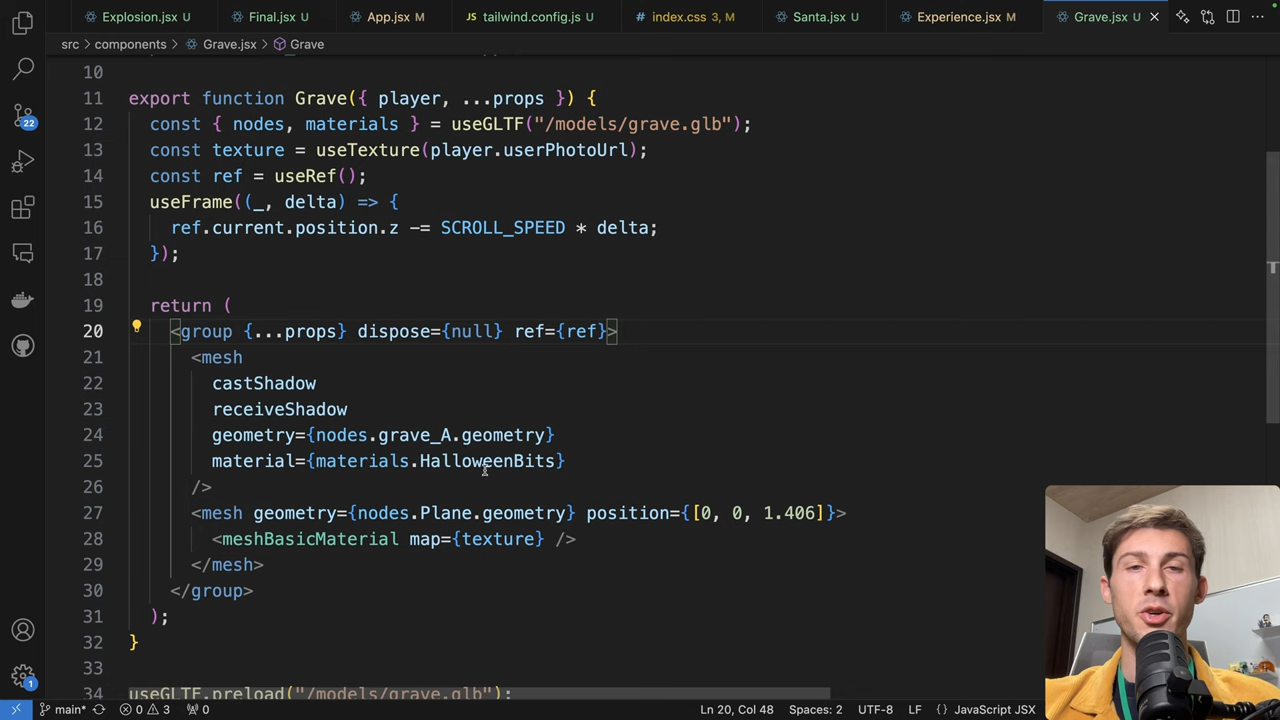 Explosion.jsx U
Final.jsx U
App.jsx M
tailwind.config.js U
index.css 3, M
Santa.jsx U
Experience.jsx M
Grave.jsx U
src > components > Grave.jsx > Grave
10
11 export function Grave({ player, ...props }) {
12 const { nodes, materials } = useGLTF("/models/grave.glb");
13 const texture = useTexture(player.userPhotoUrl);
14 const ref = useRef();
15 useFrame((_, delta) => {
16 ref.current.position.z -= SCROLL_SPEED * delta;
17 });
18
19 return (
20 <group {...props} dispose={null} ref={ref}>
21 <mesh
22 castShadow
23 receiveShadow
24 geometry={nodes.grave_A.geometry}
25 material={materials.HalloweenBits}
26 />
27 <mesh geometry={nodes.Plane.geometry} position={[0, 0, 1.406]}>
28 <meshBasicMaterial map={texture} />
29 </mesh>
30 </group>
31 );
32 }
33
34 useGLTF.preload("/models/grave.glb");
22
1
main* 0 3 0 Ln 20, Col 48 Spaces: 2 UTF-8 LF {} JavaScript JSX